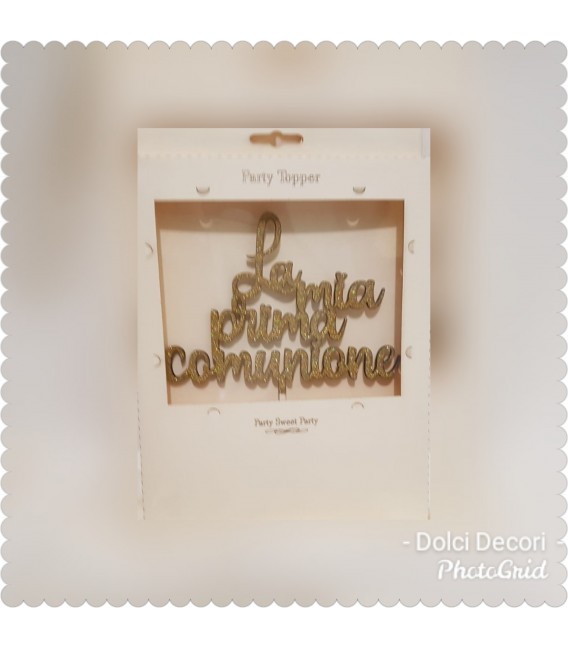 Party Topper
La
mia
prima
comunione
Party Sweet Party
- Dolci Decori -
PhotoGrid